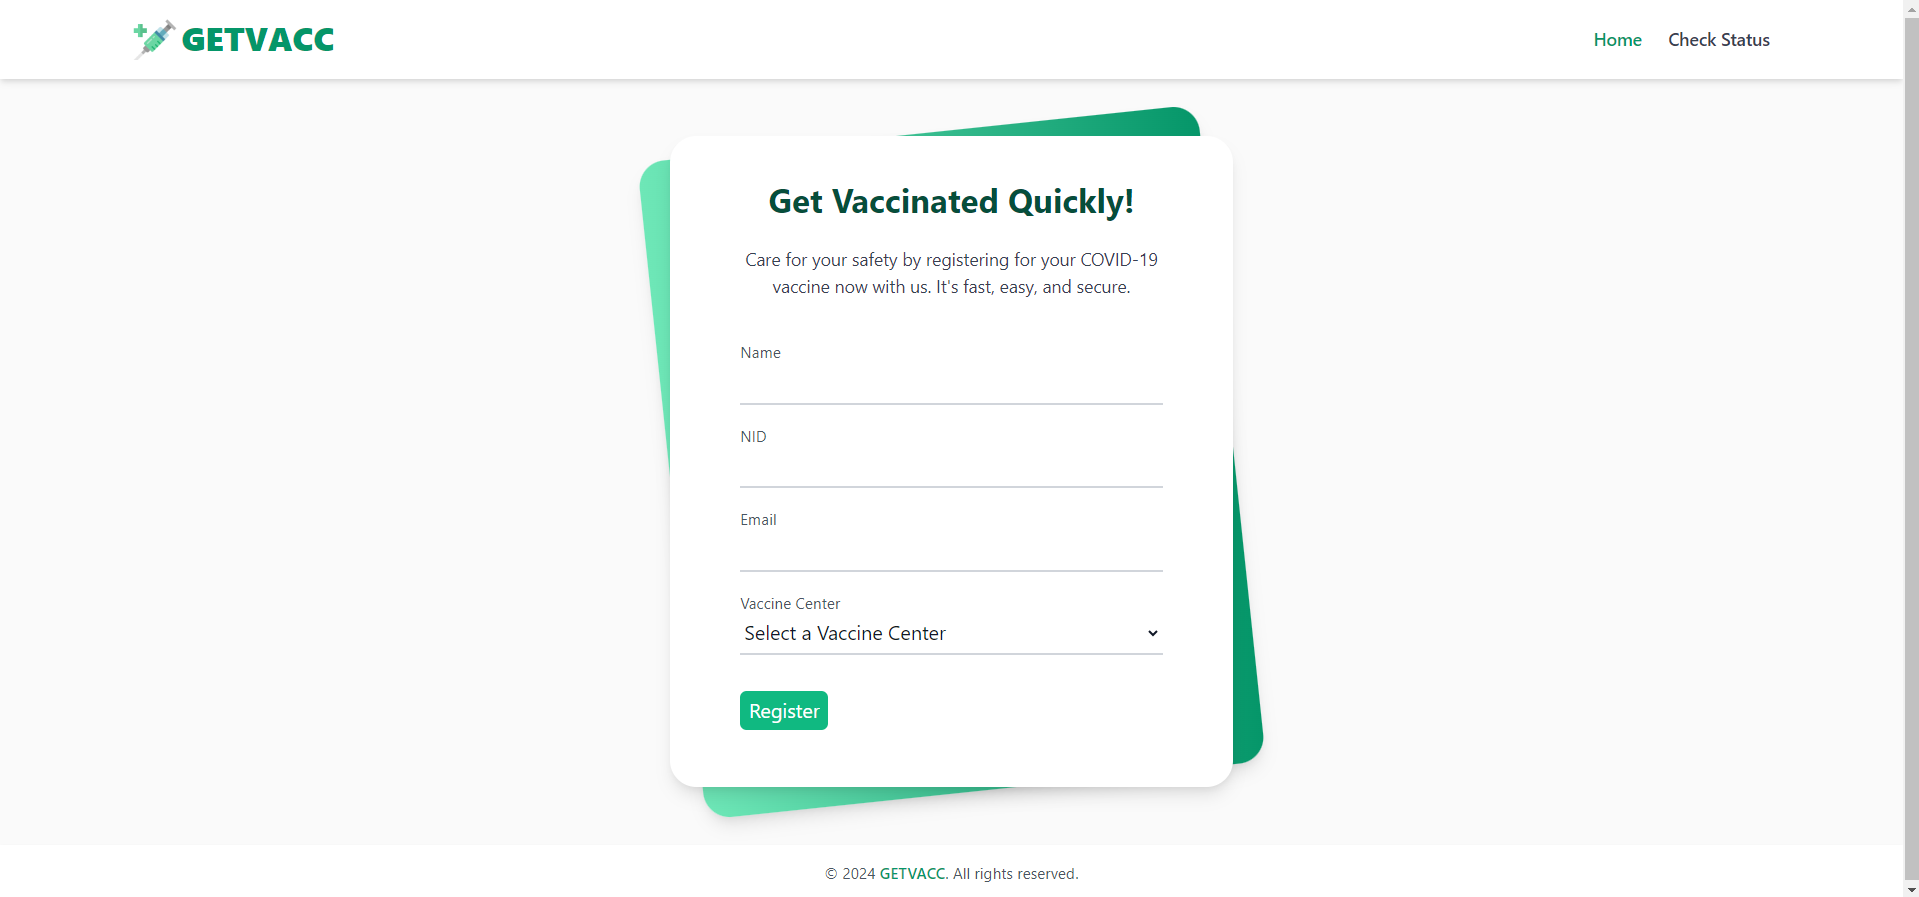 GETVACC
Home
Check Status
Get Vaccinated Quickly!
Care for your safety by registering for your COVID-19
vaccine now with us. It's fast, easy, and secure.
Name
NID
Email
Vaccine Center
Select a Vaccine Center
Register
© 2024 GETVACC. All rights reserved.